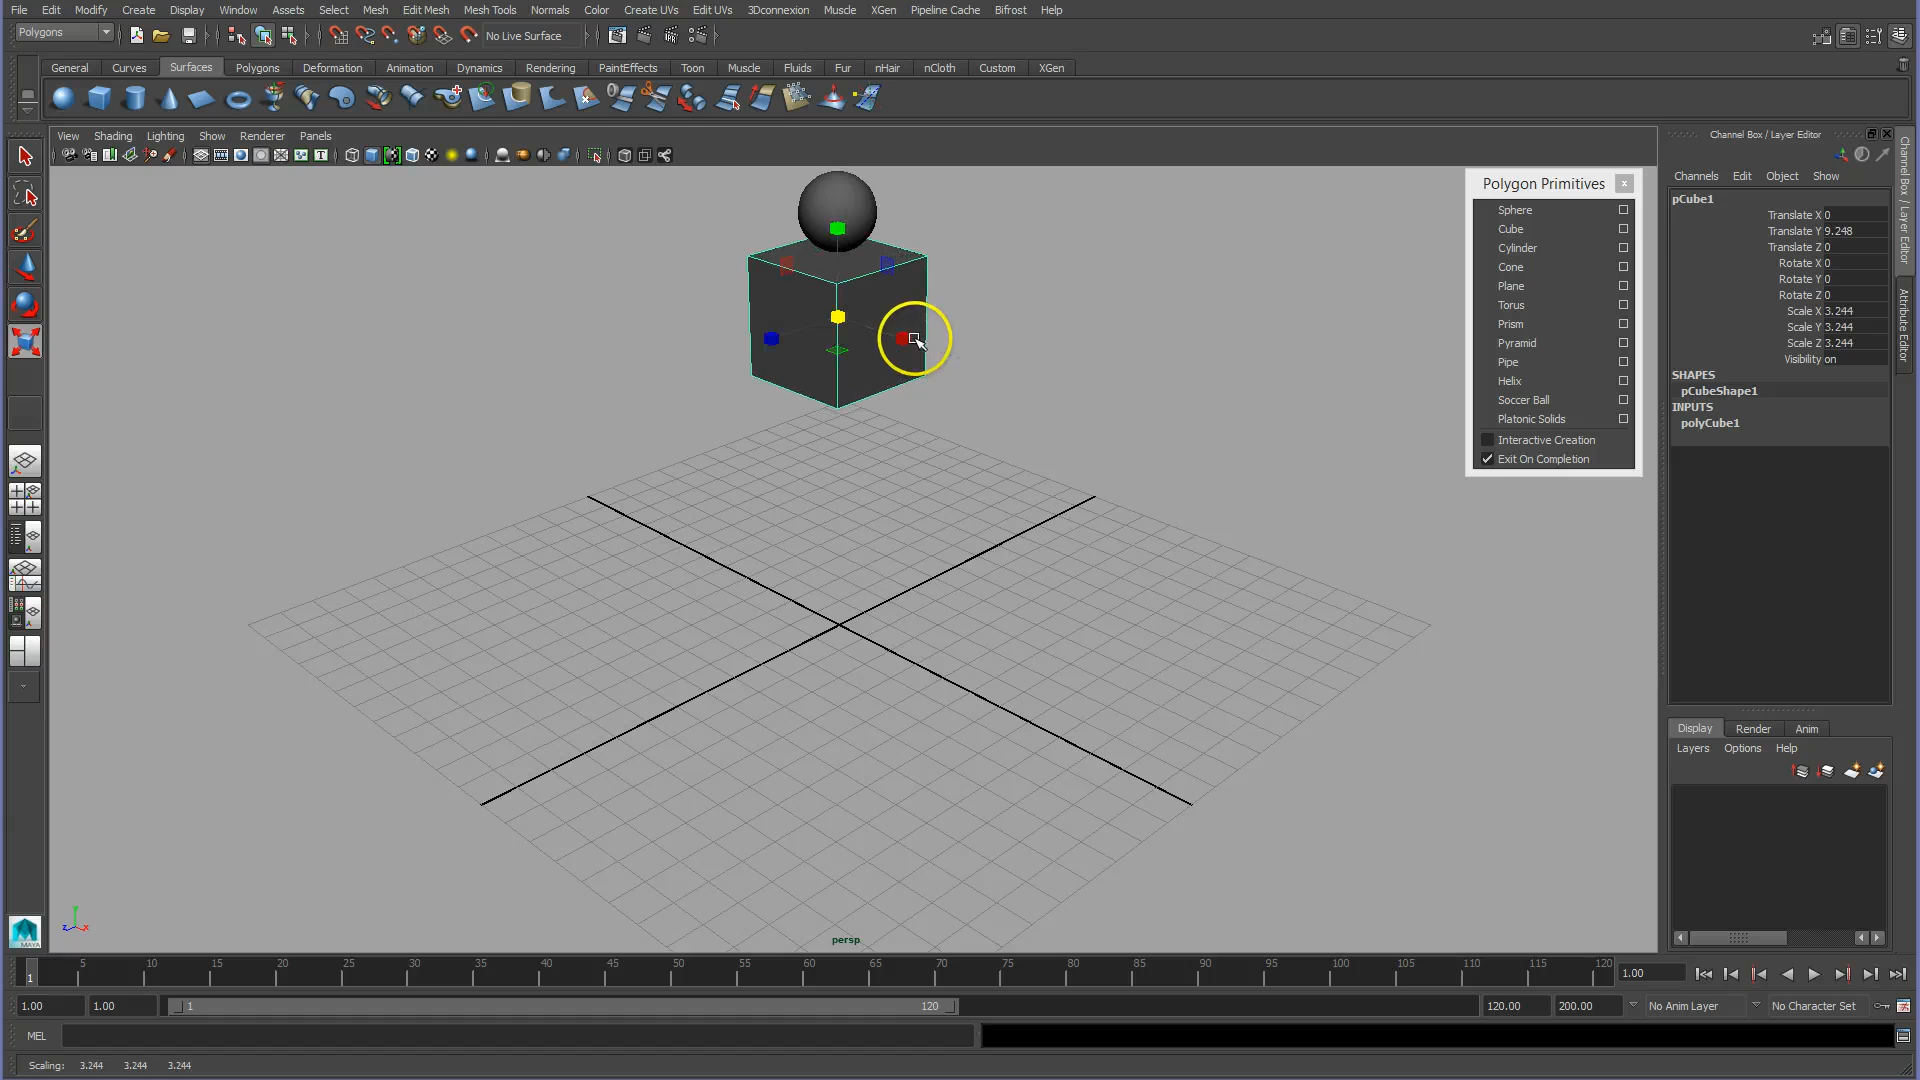 File Edit Modify Create Display Window Assets Select Mesh Edit Mesh Mesh Tools Normals Color Create UVs Edit UVs 3Dconnexion Muscle XGen Pipeline Cache Bifrost Help
Polygons No Live Surface
General Curves Surfaces Polygons Deformation Animation Dynamics Rendering PaintEffects Toon Muscle Fluids Fur nHair nCloth Custom XGen
View Shading Lighting Show Renderer Panels
Polygon Primitives
Sphere
Cube
Cylinder
Cone
Plane
Torus
Prism
Pyramid
Pipe
Helix
Soccer Ball
Platonic Solids
Interactive Creation
Exit On Completion
Channel Box / Layer Editor
Channels Edit Object Show
pCube1
Translate X 0
Translate Y 9.248
Translate Z 0
Rotate X 0
Rotate Y 0
Rotate Z 0
Scale X 3.244
Scale Y 3.244
Scale Z 3.244
Visibility on
SHAPES
pCubeShape1
INPUTS
polyCube1
Channel Box / Layer Editor
Attribute Editor
Display Render Anim
Layers Options Help
MAYA
z x
persp
1 5 10 15 20 25 30 35 40 45 50 55 60 65 70 75 80 85 90 95 100 105 110 115 120 1.00
1.00 1.00 1 120 120.00 200.00 No Anim Layer No Character Set
MEL
Scaling: 3.244 3.244 3.244